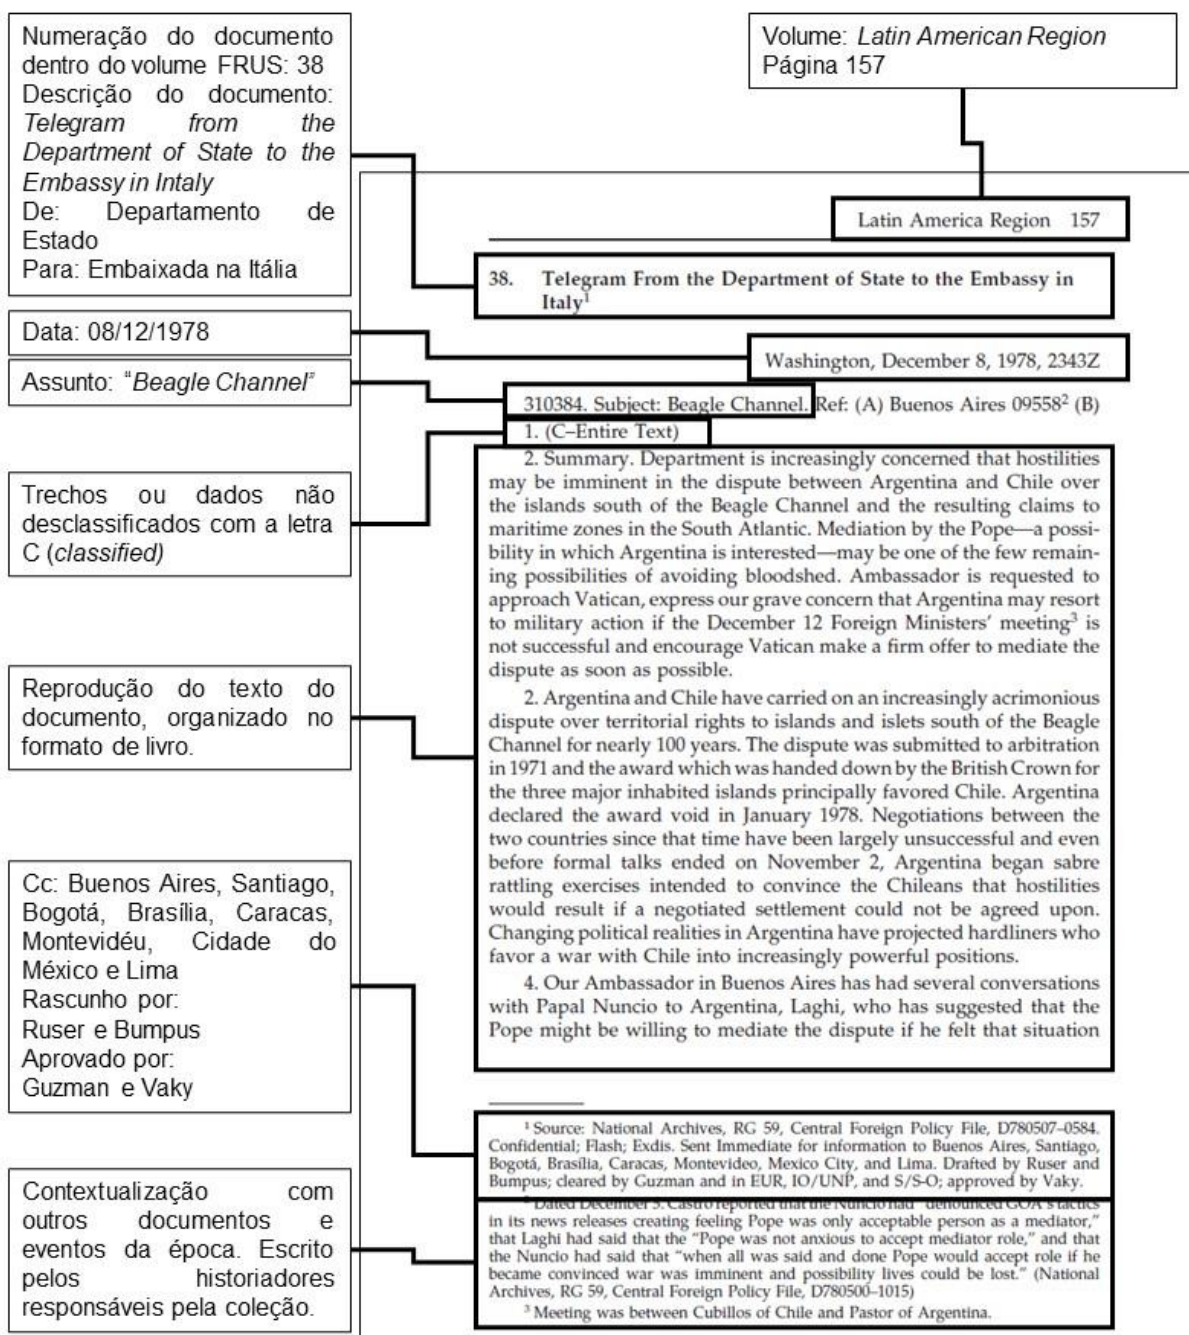 Numeração do documento
dentro do volume FRUS: 38
Descrição do documento:
Telegram from the
Department of State to the
Embassy in Intaly
De: Departamento de
Estado
Para: Embaixada na Itália
Volume: Latin American Region
Página 157
Data: 08/12/1978
Assunto: “Beagle Channel”
Trechos ou dados não
desclassificados com a letra
C (classified)
Reprodução do texto do
documento, organizado no
formato de livro.
Cc: Buenos Aires, Santiago,
Bogotá, Brasília, Caracas,
Montevidéu, Cidade do
México e Lima
Rascunho por:
Ruser e Bumpus
Aprovado por:
Guzman e Vaky
Contextualização com
outros documentos e
eventos da época. Escrito
pelos historiadores
responsáveis pela coleção.
Latin America Region 157
38. Telegram From the Department of State to the Embassy in
Italy¹
Washington, December 8, 1978, 2343Z
310384. Subject: Beagle Channel. Ref: (A) Buenos Aires 09558² (B)
1. (C–Entire Text)
2. Summary. Department is increasingly concerned that hostilities
may be imminent in the dispute between Argentina and Chile over
the islands south of the Beagle Channel and the resulting claims to
maritime zones in the South Atlantic. Mediation by the Pope—a possi-
bility in which Argentina is interested—may be one of the few remain-
ing possibilities of avoiding bloodshed. Ambassador is requested to
approach Vatican, express our grave concern that Argentina may resort
to military action if the December 12 Foreign Ministers’ meeting³ is
not successful and encourage Vatican make a firm offer to mediate the
dispute as soon as possible.
2. Argentina and Chile have carried on an increasingly acrimonious
dispute over territorial rights to islands and islets south of the Beagle
Channel for nearly 100 years. The dispute was submitted to arbitration
in 1971 and the award which was handed down by the British Crown for
the three major inhabited islands principally favored Chile. Argentina
declared the award void in January 1978. Negotiations between the
two countries since that time have been largely unsuccessful and even
before formal talks ended on November 2, Argentina began sabre
rattling exercises intended to convince the Chileans that hostilities
would result if a negotiated settlement could not be agreed upon.
Changing political realities in Argentina have projected hardliners who
favor a war with Chile into increasingly powerful positions.
4. Our Ambassador in Buenos Aires has had several conversations
with Papal Nuncio to Argentina, Laghi, who has suggested that the
Pope might be willing to mediate the dispute if he felt that situation
¹ Source: National Archives, RG 59, Central Foreign Policy File, D780507–0584.
Confidential; Flash; Exdis. Sent Immediate for information to Buenos Aires, Santiago,
Bogotá, Brasília, Caracas, Montevideo, Mexico City, and Lima. Drafted by Ruser and
Bumpus; cleared by Guzman and in EUR, IO/UNP, and S/S-O; approved by Vaky.
² Dated December 5. Castro reported that the Nuncio had “denounced GOA’s tactics
in its news releases creating feeling Pope was only acceptable person as a mediator,”
that Laghi had said that the “Pope was not anxious to accept mediator role,” and that
the Nuncio had said that “when all was said and done Pope would accept role if he
became convinced war was imminent and possibility lives could be lost.” (National
Archives, RG 59, Central Foreign Policy File, D780500–1015)
³ Meeting was between Cubillos of Chile and Pastor of Argentina.